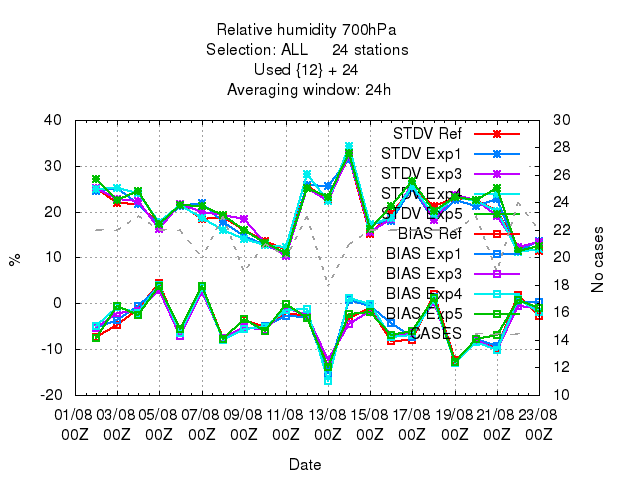 Relative humidity 700hPa
Selection: ALL 24 stations
Used {12} + 24
Averaging window: 24h
40 30
STDV Ref
28
30 STDV Exp1
26
STDV Exp3
24
20 STDV Exp4
STDV Exp5
22
10 BIAS Ref
BIAS Exp1
20
BIAS Exp3
18
0 BIAS Exp4
BIAS Exp5
16
CASES
14
-10
12
-20 10
% No cases
01/08 03/08 05/08 07/08 09/08 11/08 13/08 15/08 17/08 19/08 21/08 23/08
00Z 00Z 00Z 00Z 00Z 00Z 00Z 00Z 00Z 00Z 00Z 00Z
Date